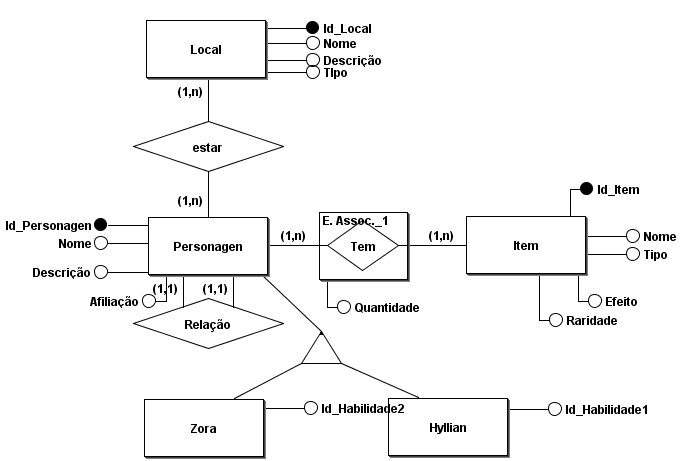 Id_Local
Nome
Descrição
TIpo
Local
(1,n)
estar
(1,n)
Id_Personagen
Nome
Descrição
Afiliação
Personagen
(1,n)
E. Assoc._1
Tem
(1,n)
Quantidade
Id_Item
Item
Nome
Tipo
Efeito
Raridade
(1,1)
(1,1)
Relação
Zora
Id_Habilidade2
Hyllian
Id_Habilidade1